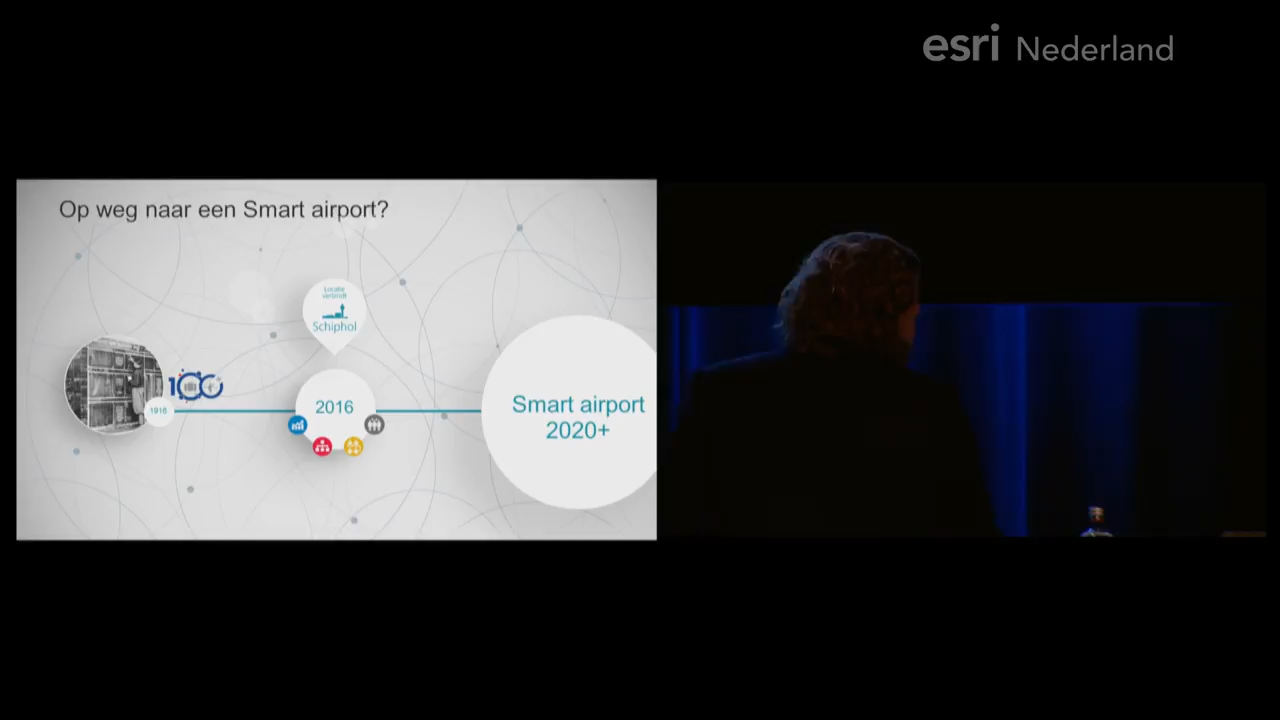 esri Nederland
Op weg naar een Smart airport?
Locatie
verbindt
Schiphol
100
1916
2016
Smart airport
2020+